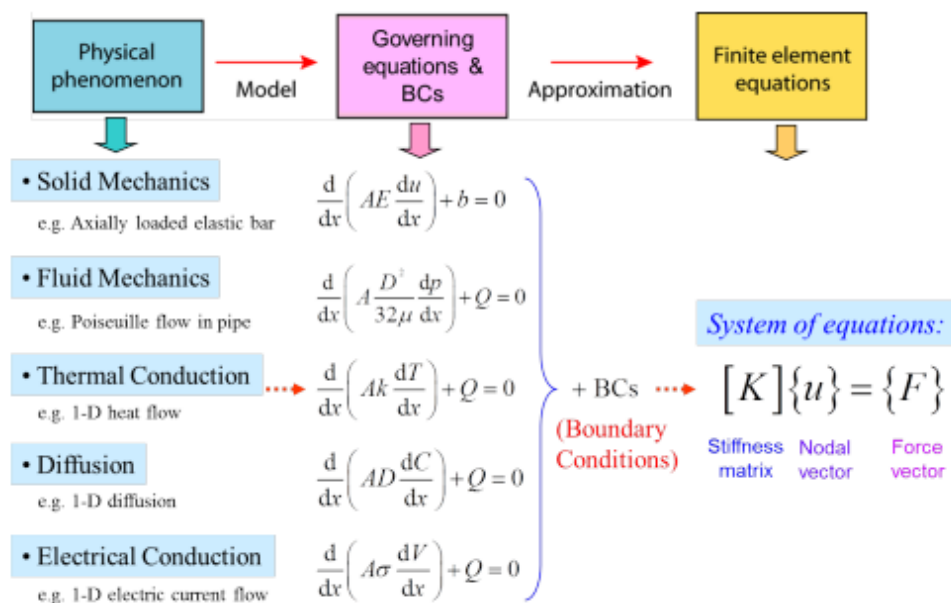 Physical
phenomenon
Model
Governing
equations &
BCs
Approximation
Finite element
equations
• Solid Mechanics
e.g. Axially loaded elastic bar
d/dx (AE du/dx) + b = 0
• Fluid Mechanics
e.g. Poiseuille flow in pipe
d/dx (A D²/32μ dp/dx) + Q = 0
• Thermal Conduction
e.g. 1-D heat flow
d/dx (Ak dT/dx) + Q = 0
• Diffusion
e.g. 1-D diffusion
d/dx (AD dC/dx) + Q = 0
• Electrical Conduction
e.g. 1-D electric current flow
d/dx (Aσ dV/dx) + Q = 0
+ BCs
(Boundary
Conditions)
System of equations:
[K]{u} = {F}
Stiffness
matrix
Nodal
vector
Force
vector